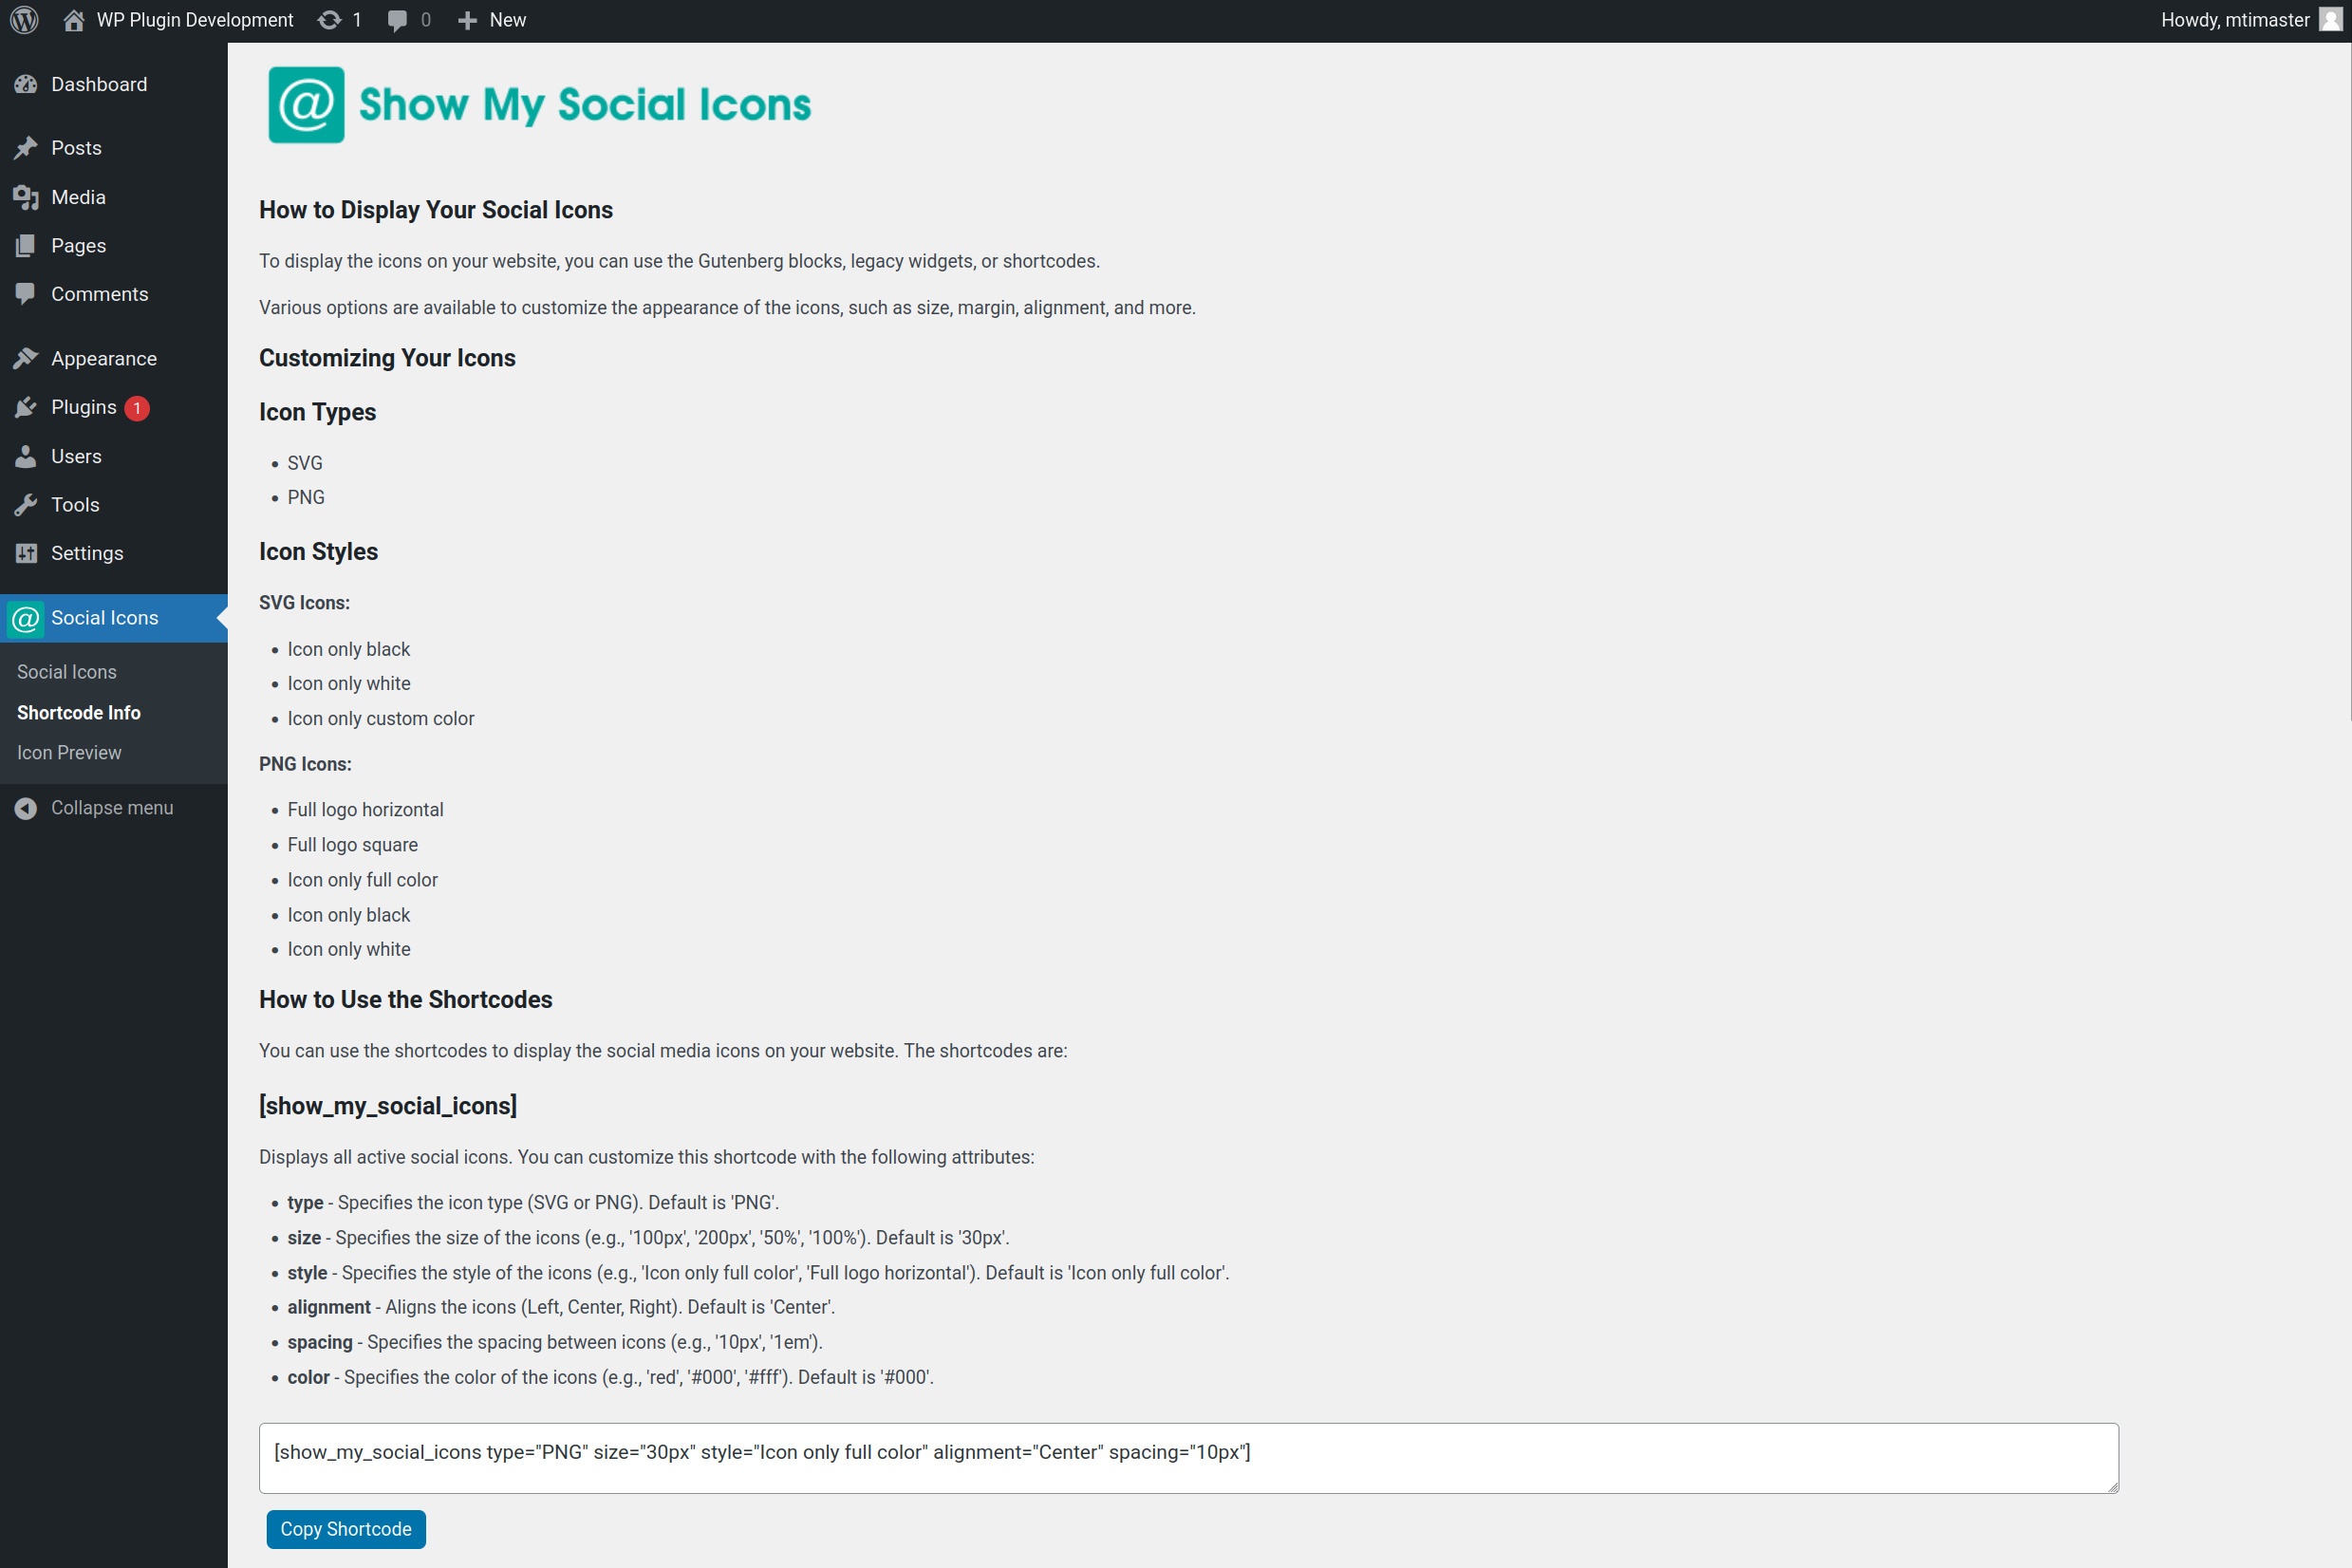 WP Plugin Development 1 0 New Howdy, mtimaster
Dashboard
Posts
Media
Pages
Comments
Appearance
Plugins 1
Users
Tools
Settings
@ Social Icons
Social Icons
Shortcode Info
Icon Preview
Collapse menu
@ Show My Social Icons
How to Display Your Social Icons
To display the icons on your website, you can use the Gutenberg blocks, legacy widgets, or shortcodes.
Various options are available to customize the appearance of the icons, such as size, margin, alignment, and more.
Customizing Your Icons
Icon Types
• SVG
• PNG
Icon Styles
SVG Icons:
• Icon only black
• Icon only white
• Icon only custom color
PNG Icons:
• Full logo horizontal
• Full logo square
• Icon only full color
• Icon only black
• Icon only white
How to Use the Shortcodes
You can use the shortcodes to display the social media icons on your website. The shortcodes are:
[show_my_social_icons]
Displays all active social icons. You can customize this shortcode with the following attributes:
• type - Specifies the icon type (SVG or PNG). Default is 'PNG'.
• size - Specifies the size of the icons (e.g., '100px', '200px', '50%', '100%'). Default is '30px'.
• style - Specifies the style of the icons (e.g., 'Icon only full color', 'Full logo horizontal'). Default is 'Icon only full color'.
• alignment - Aligns the icons (Left, Center, Right). Default is 'Center'.
• spacing - Specifies the spacing between icons (e.g., '10px', '1em').
• color - Specifies the color of the icons (e.g., 'red', '#000', '#fff'). Default is '#000'.
[show_my_social_icons type="PNG" size="30px" style="Icon only full color" alignment="Center" spacing="10px"]
Copy Shortcode